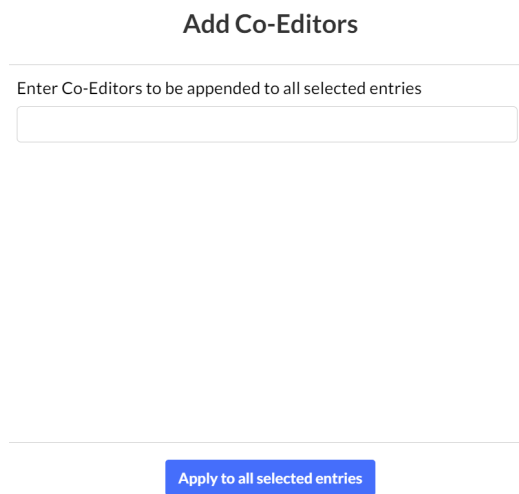 Add Co-Editors
Enter Co-Editors to be appended to all selected entries
Apply to all selected entries